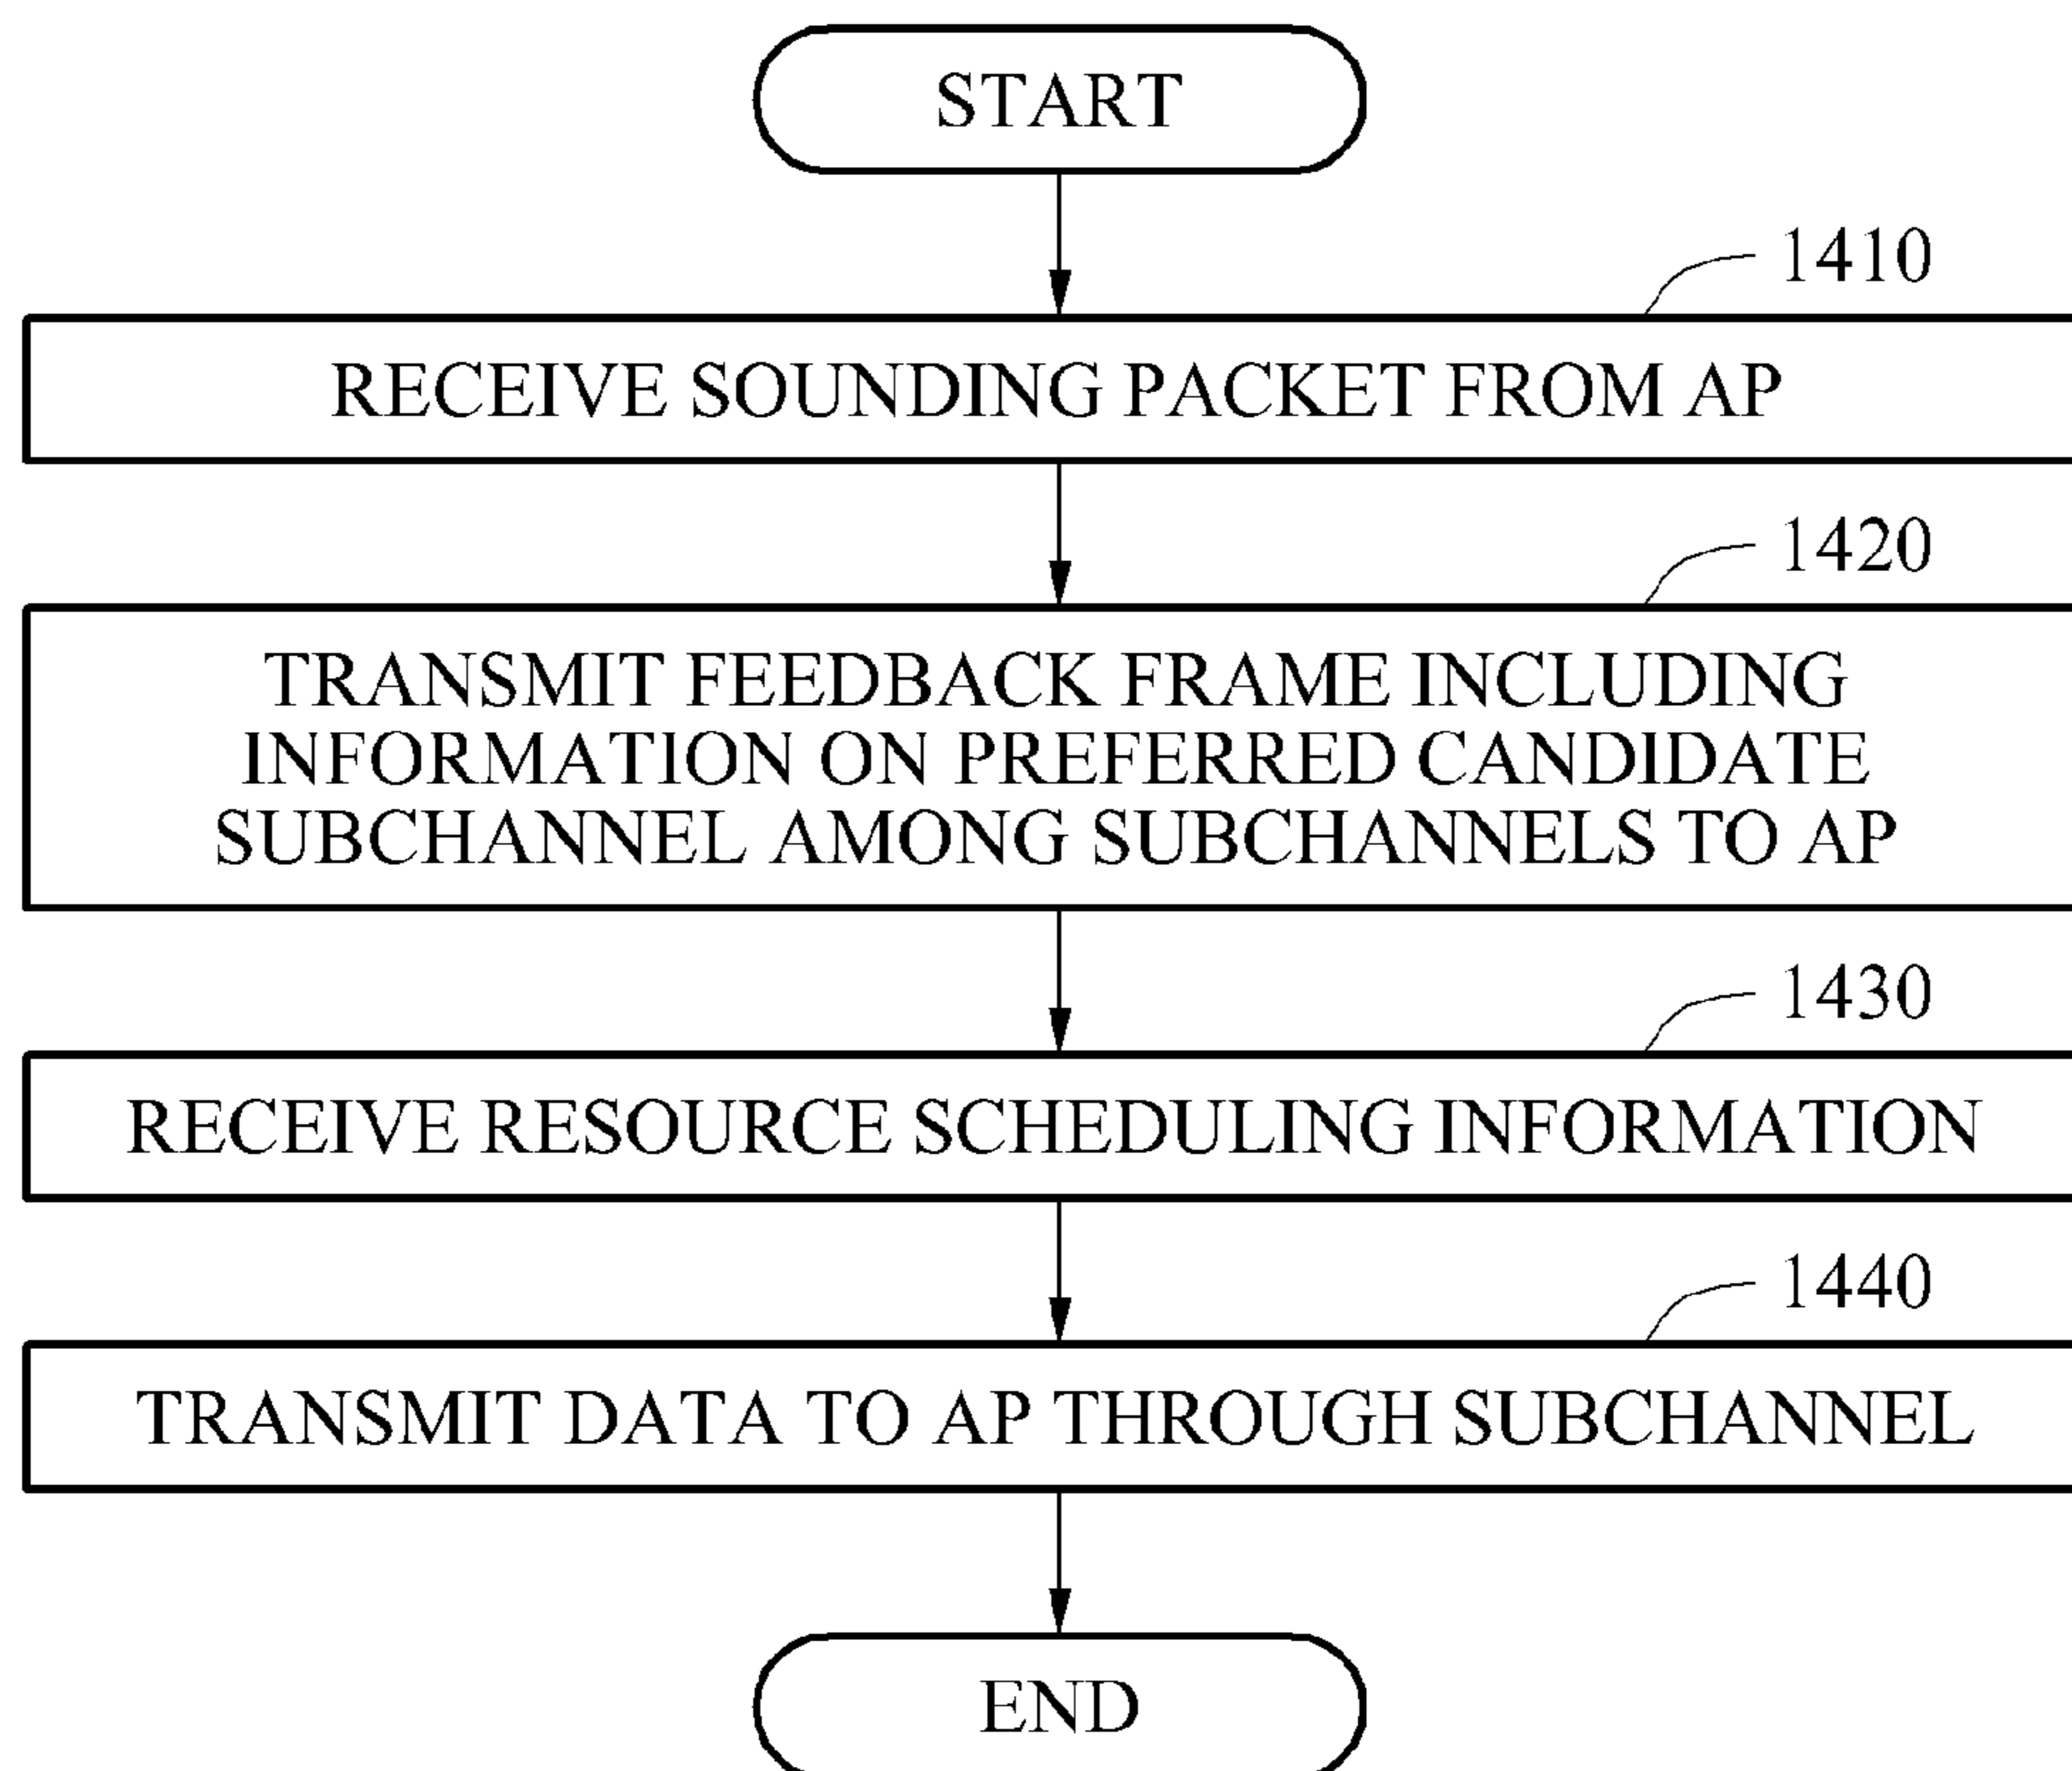 START
1410
RECEIVE SOUNDING PACKET FROM AP
1420
TRANSMIT FEEDBACK FRAME INCLUDING
INFORMATION ON PREFERRED CANDIDATE
SUBCHANNEL AMONG SUBCHANNELS TO AP
1430
RECEIVE RESOURCE SCHEDULING INFORMATION
1440
TRANSMIT DATA TO AP THROUGH SUBCHANNEL
END